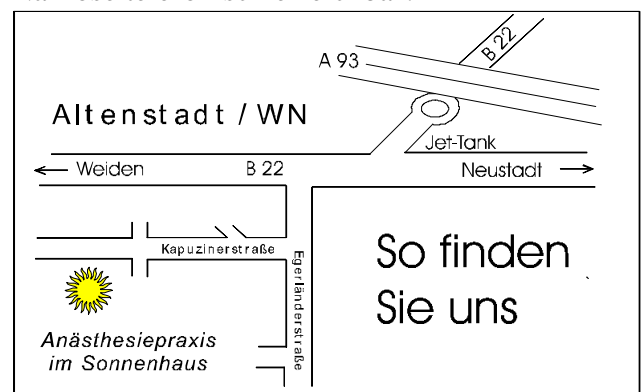 B 22
A 93
Altenstadt / WN
Jet-Tank
Weiden
B 22
Neustadt
Kapuzinerstraße
Egerländerstraße
So finden
Sie uns
Anästhesiepraxis
im Sonnenhaus